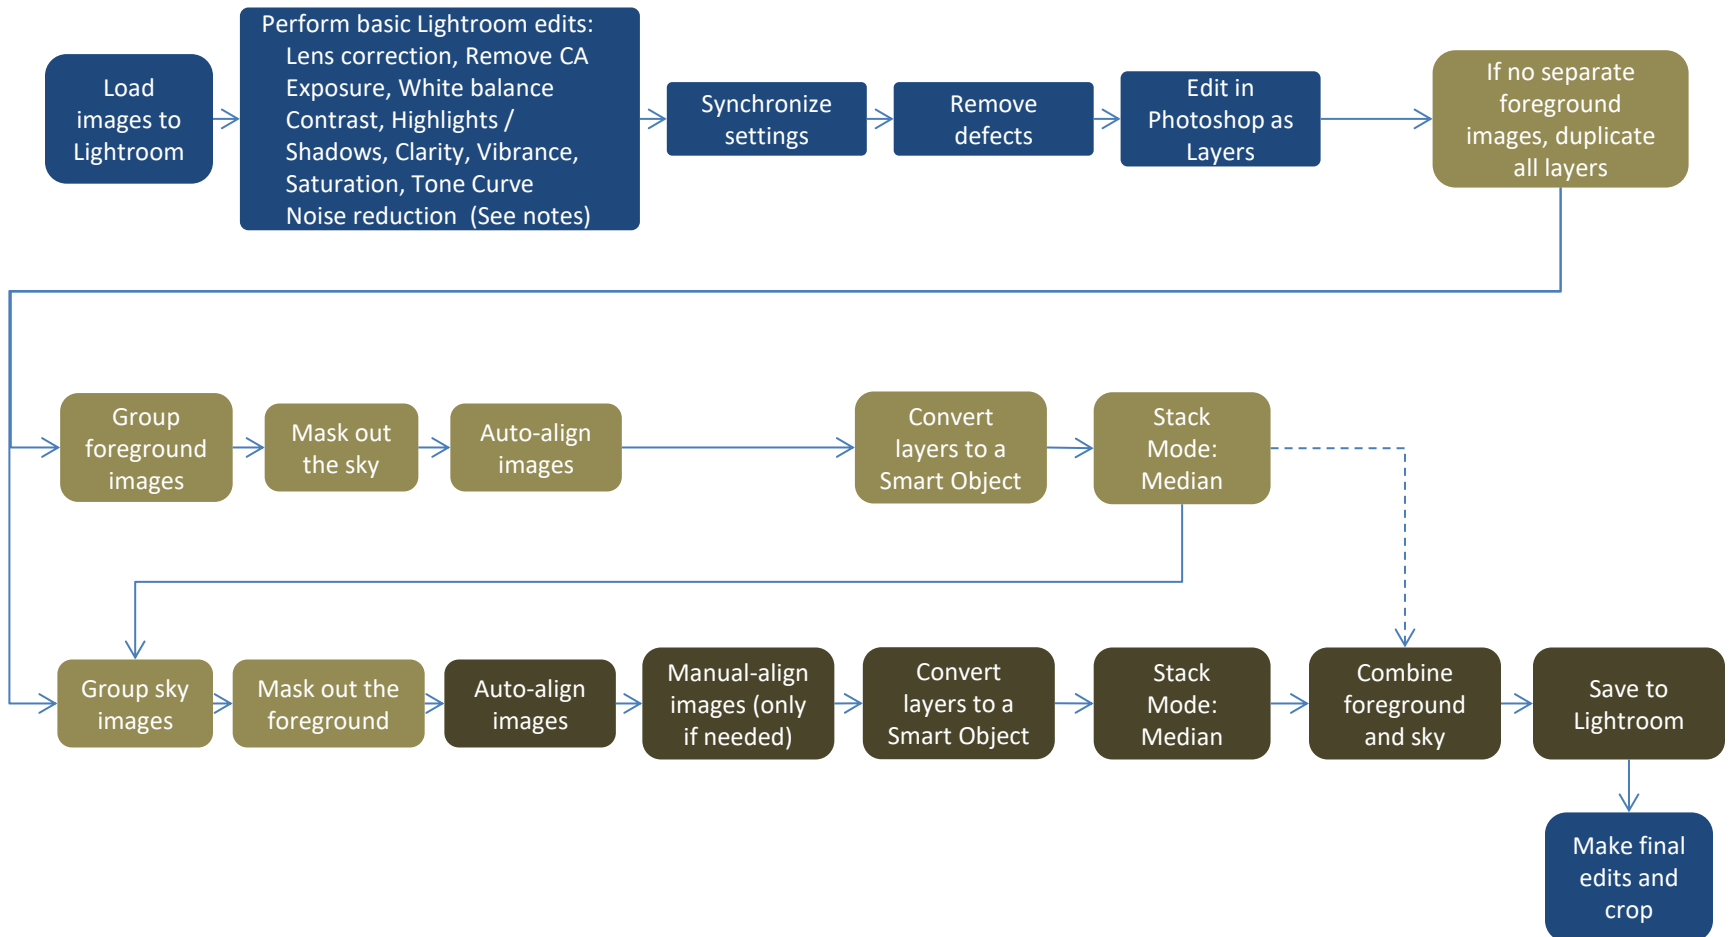 Load
images to
Lightroom
Perform basic Lightroom edits:
Lens correction, Remove CA
Exposure, White balance
Contrast, Highlights /
Shadows, Clarity, Vibrance,
Saturation, Tone Curve
Noise reduction  (See notes)
Synchronize
settings
Remove
defects
Edit in
Photoshop as
Layers
If no separate
foreground
images, duplicate
all layers
Group
foreground
images
Mask out
the sky
Auto-align
images
Convert
layers to a
Smart Object
Stack
Mode:
Median
Group sky
images
Mask out the
foreground
Auto-align
images
Manual-align
images (only
if needed)
Convert
layers to a
Smart Object
Stack
Mode:
Median
Combine
foreground
and sky
Save to
Lightroom
Make final
edits and
crop